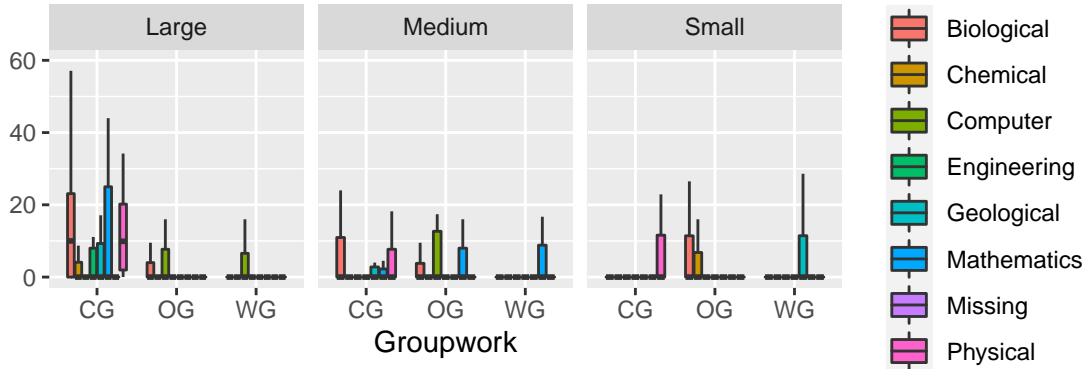 Large Medium Small
60
40
20
0
CG OG WG CG OG WG CG OG WG
Groupwork
Biological
Chemical
Computer
Engineering
Geological
Mathematics
Missing
Physical